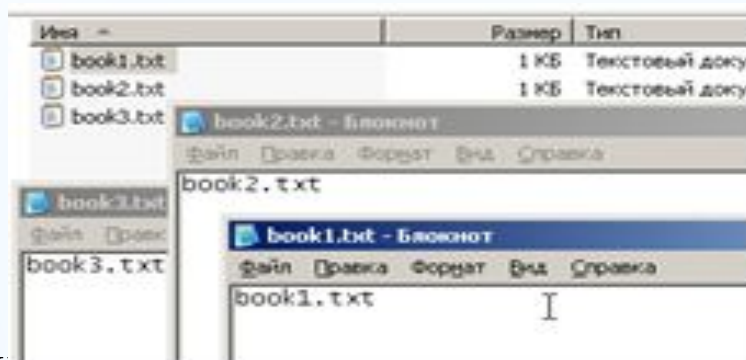 Имя Размер Тип
book1.txt 1 КБ Текстовый доку
book2.txt 1 КБ Текстовый доку
book3.txt
book2.txt - Блокнот
Файл Правка Формат Вид Справка
book2.txt
book3.txt
Файл Правк
book3.txt
book1.txt - Блокнот
Файл Правка Формат Вид Справка
book1.txt